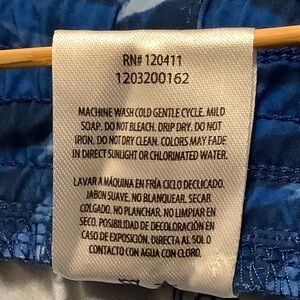 RN# 120411
1203200162
MACHINE WASH COLD GENTLE CYCLE. MILD
SOAP. DO NOT BLEACH. DRIP DRY. DO NOT
IRON. DO NOT DRY CLEAN. COLORS MAY FADE
IN DIRECT SUNLIGHT OR CHLORINATED WATER.
LAVAR A MÁQUINA EN FRÍA CICLO DECLICADO.
JABON SUAVE, NO BLANQUEAR. SECAR
COLGADO. NO PLANCHAR. NO LIMPIAR EN
SECO. POSIBILIDAD DE DECOLORACIÓN EN
CASO DE EXPOSICIÓN. DIRECTA AL SOL O
CONTACTO CON AGUA CON CLORO.